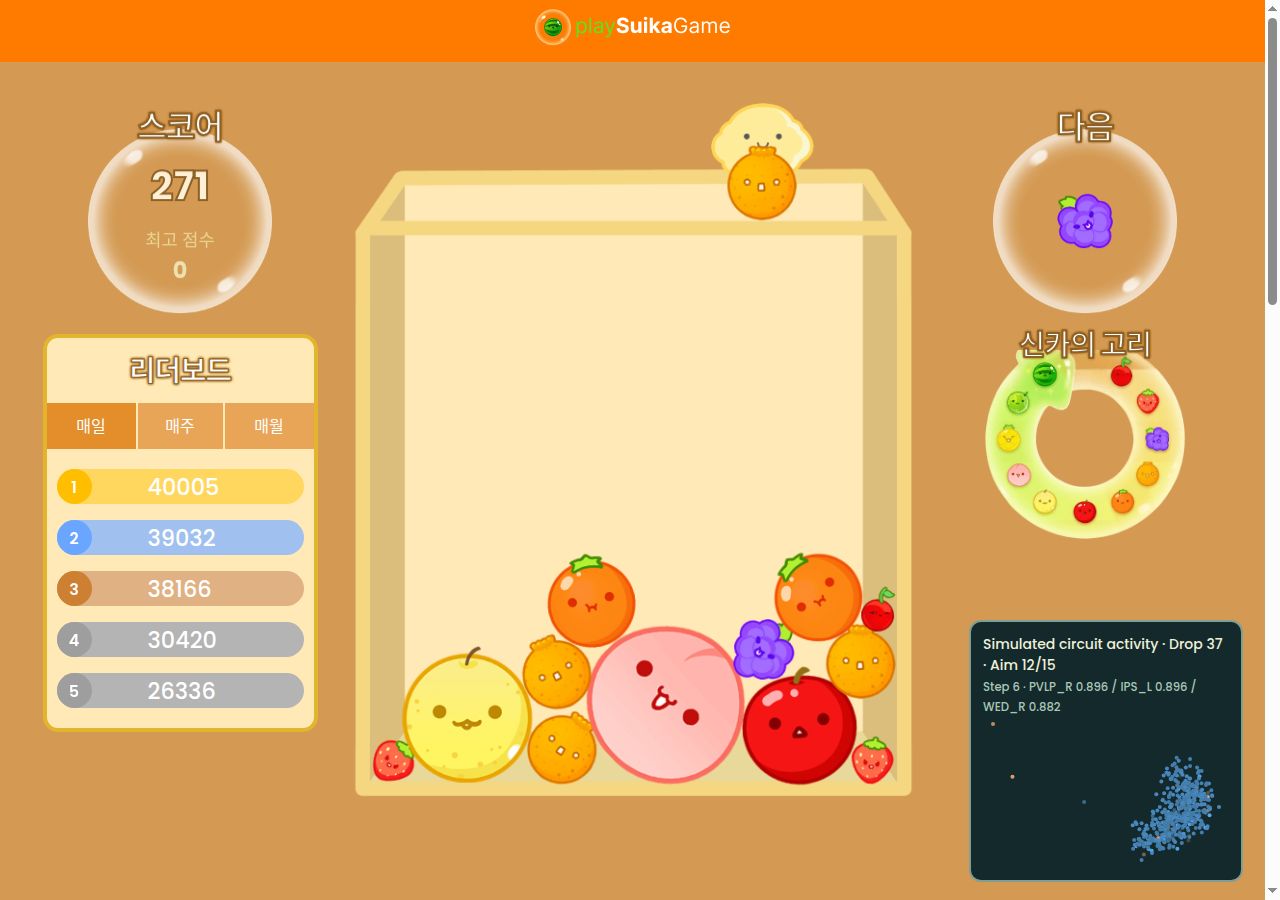 playSuikaGame
스코어
271
최고 점수
0
리더보드
매일
매주
매월
1 40005
2 39032
3 38166
4 30420
5 26336
다음
신카의 고리
Simulated circuit activity · Drop 37
· Aim 12/15
Step 6 · PVLP_R 0.896 / IPS_L 0.896 /
WED_R 0.882